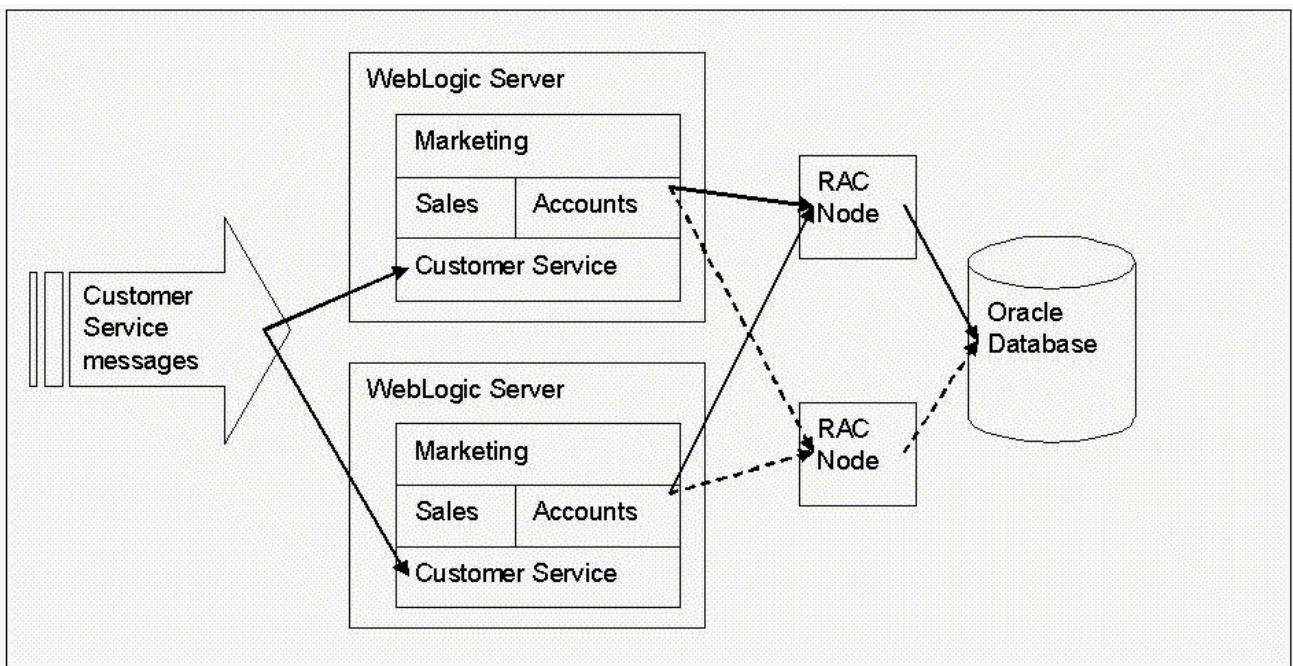 Customer
Service
messages
WebLogic Server
Marketing
Sales
Accounts
Customer Service
WebLogic Server
Marketing
Sales
Accounts
Customer Service
RAC
Node
RAC
Node
Oracle
Database